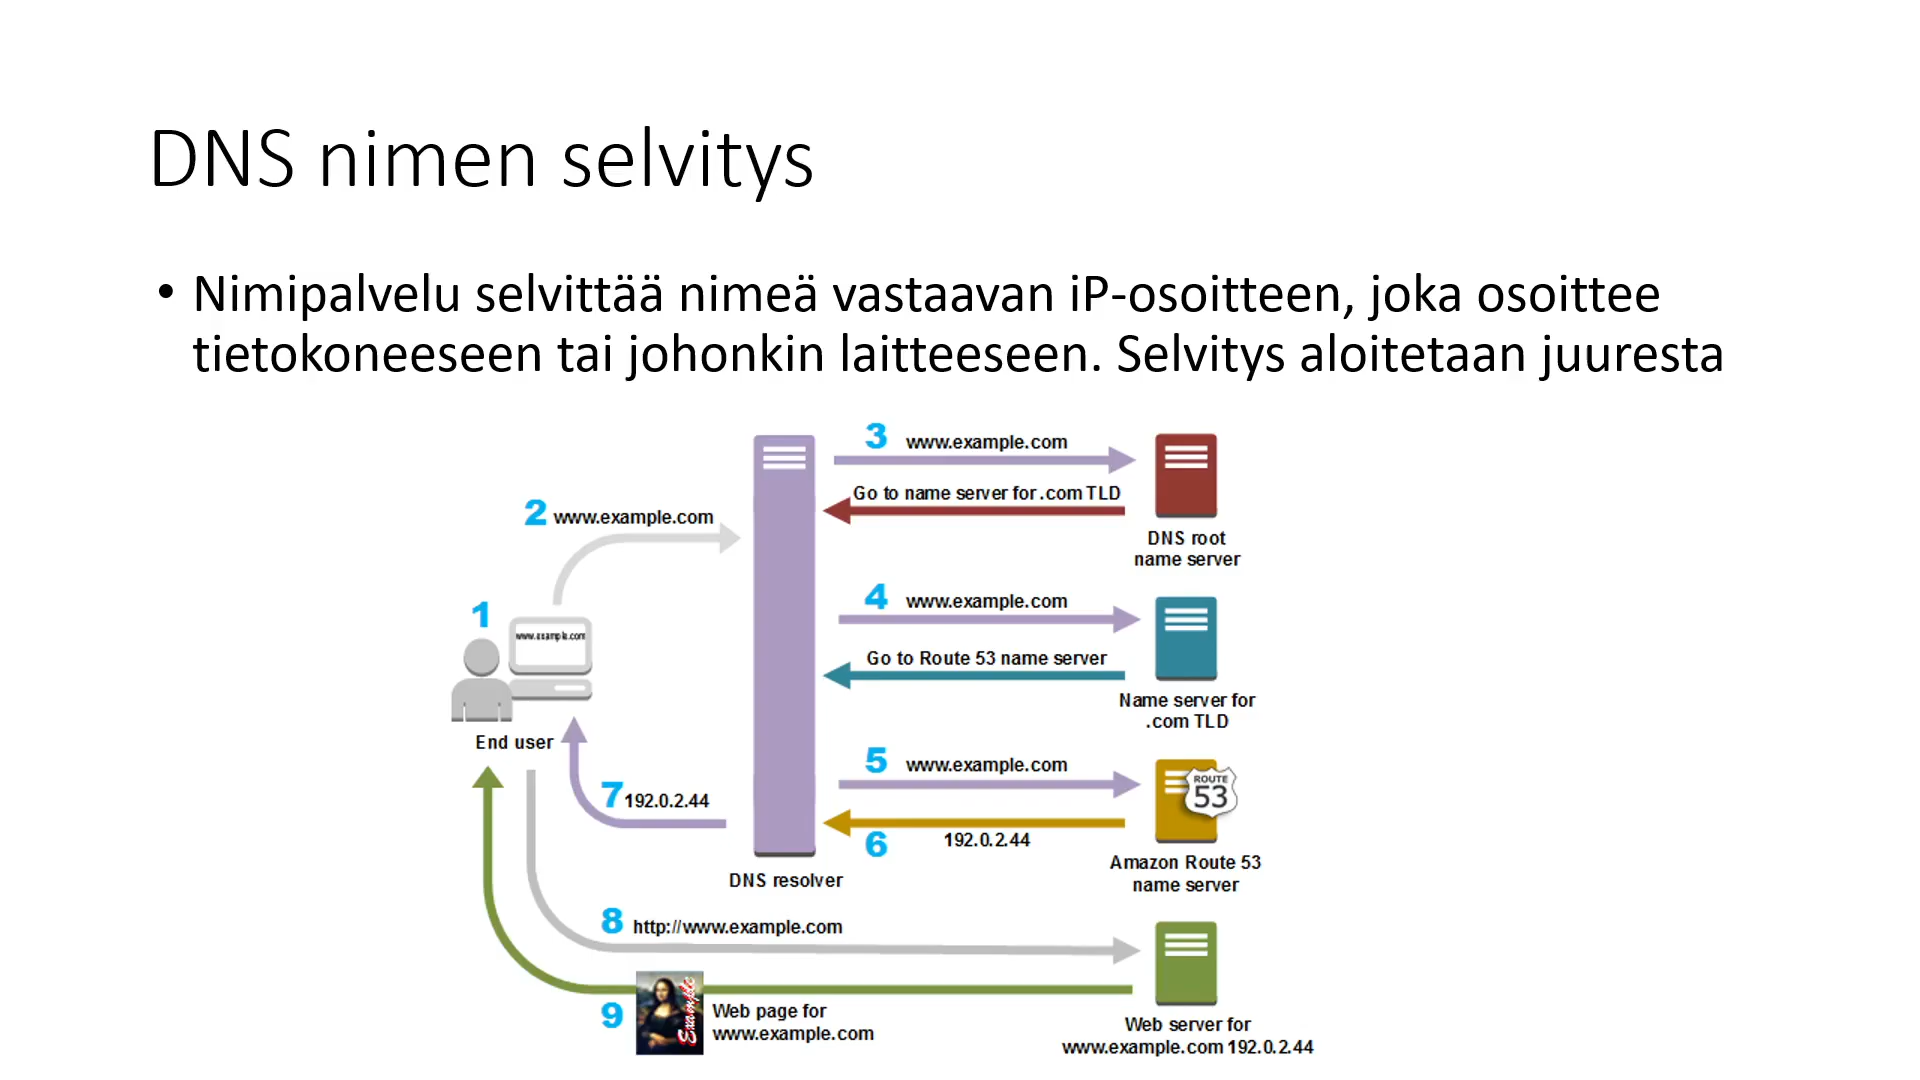 DNS nimen selvitys
• Nimipalvelu selvittää nimeä vastaavan iP-osoitteen, joka osoittee
tietokoneeseen tai johonkin laitteeseen. Selvitys aloitetaan juuresta
3 www.example.com
Go to name server for .com TLD
DNS root
name server
2 www.example.com
4 www.example.com
Go to Route 53 name server
Name server for
.com TLD
1
www.example.com
End user
5 www.example.com
ROUTE
53
6 192.0.2.44
Amazon Route 53
name server
7 192.0.2.44
DNS resolver
8 http://www.example.com
9
Example
Web page for
www.example.com
Web server for
www.example.com 192.0.2.44